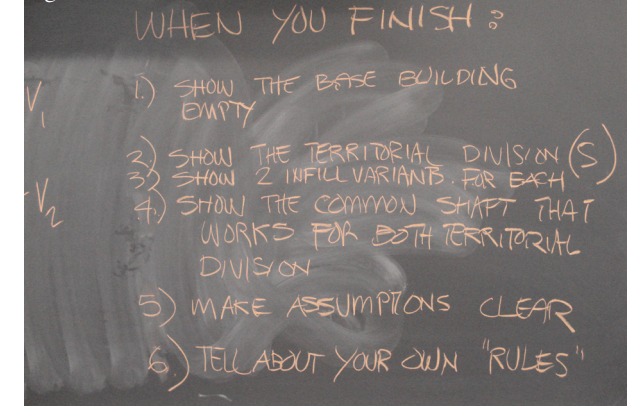 WHEN YOU FINISH:
V1
1.) SHOW THE BASE BUILDING
EMPTY
2) SHOW THE TERRITORIAL DIVISION (S)
3) SHOW 2 INFILL VARIANTS. FOR EACH
V2
4.) SHOW THE COMMON SHAFT THAT
WORKS FOR BOTH TERRITORIAL
DIVISION
5) MAKE ASSUMPTIONS CLEAR
6.) TELL ABOUT YOUR OWN "RULES"